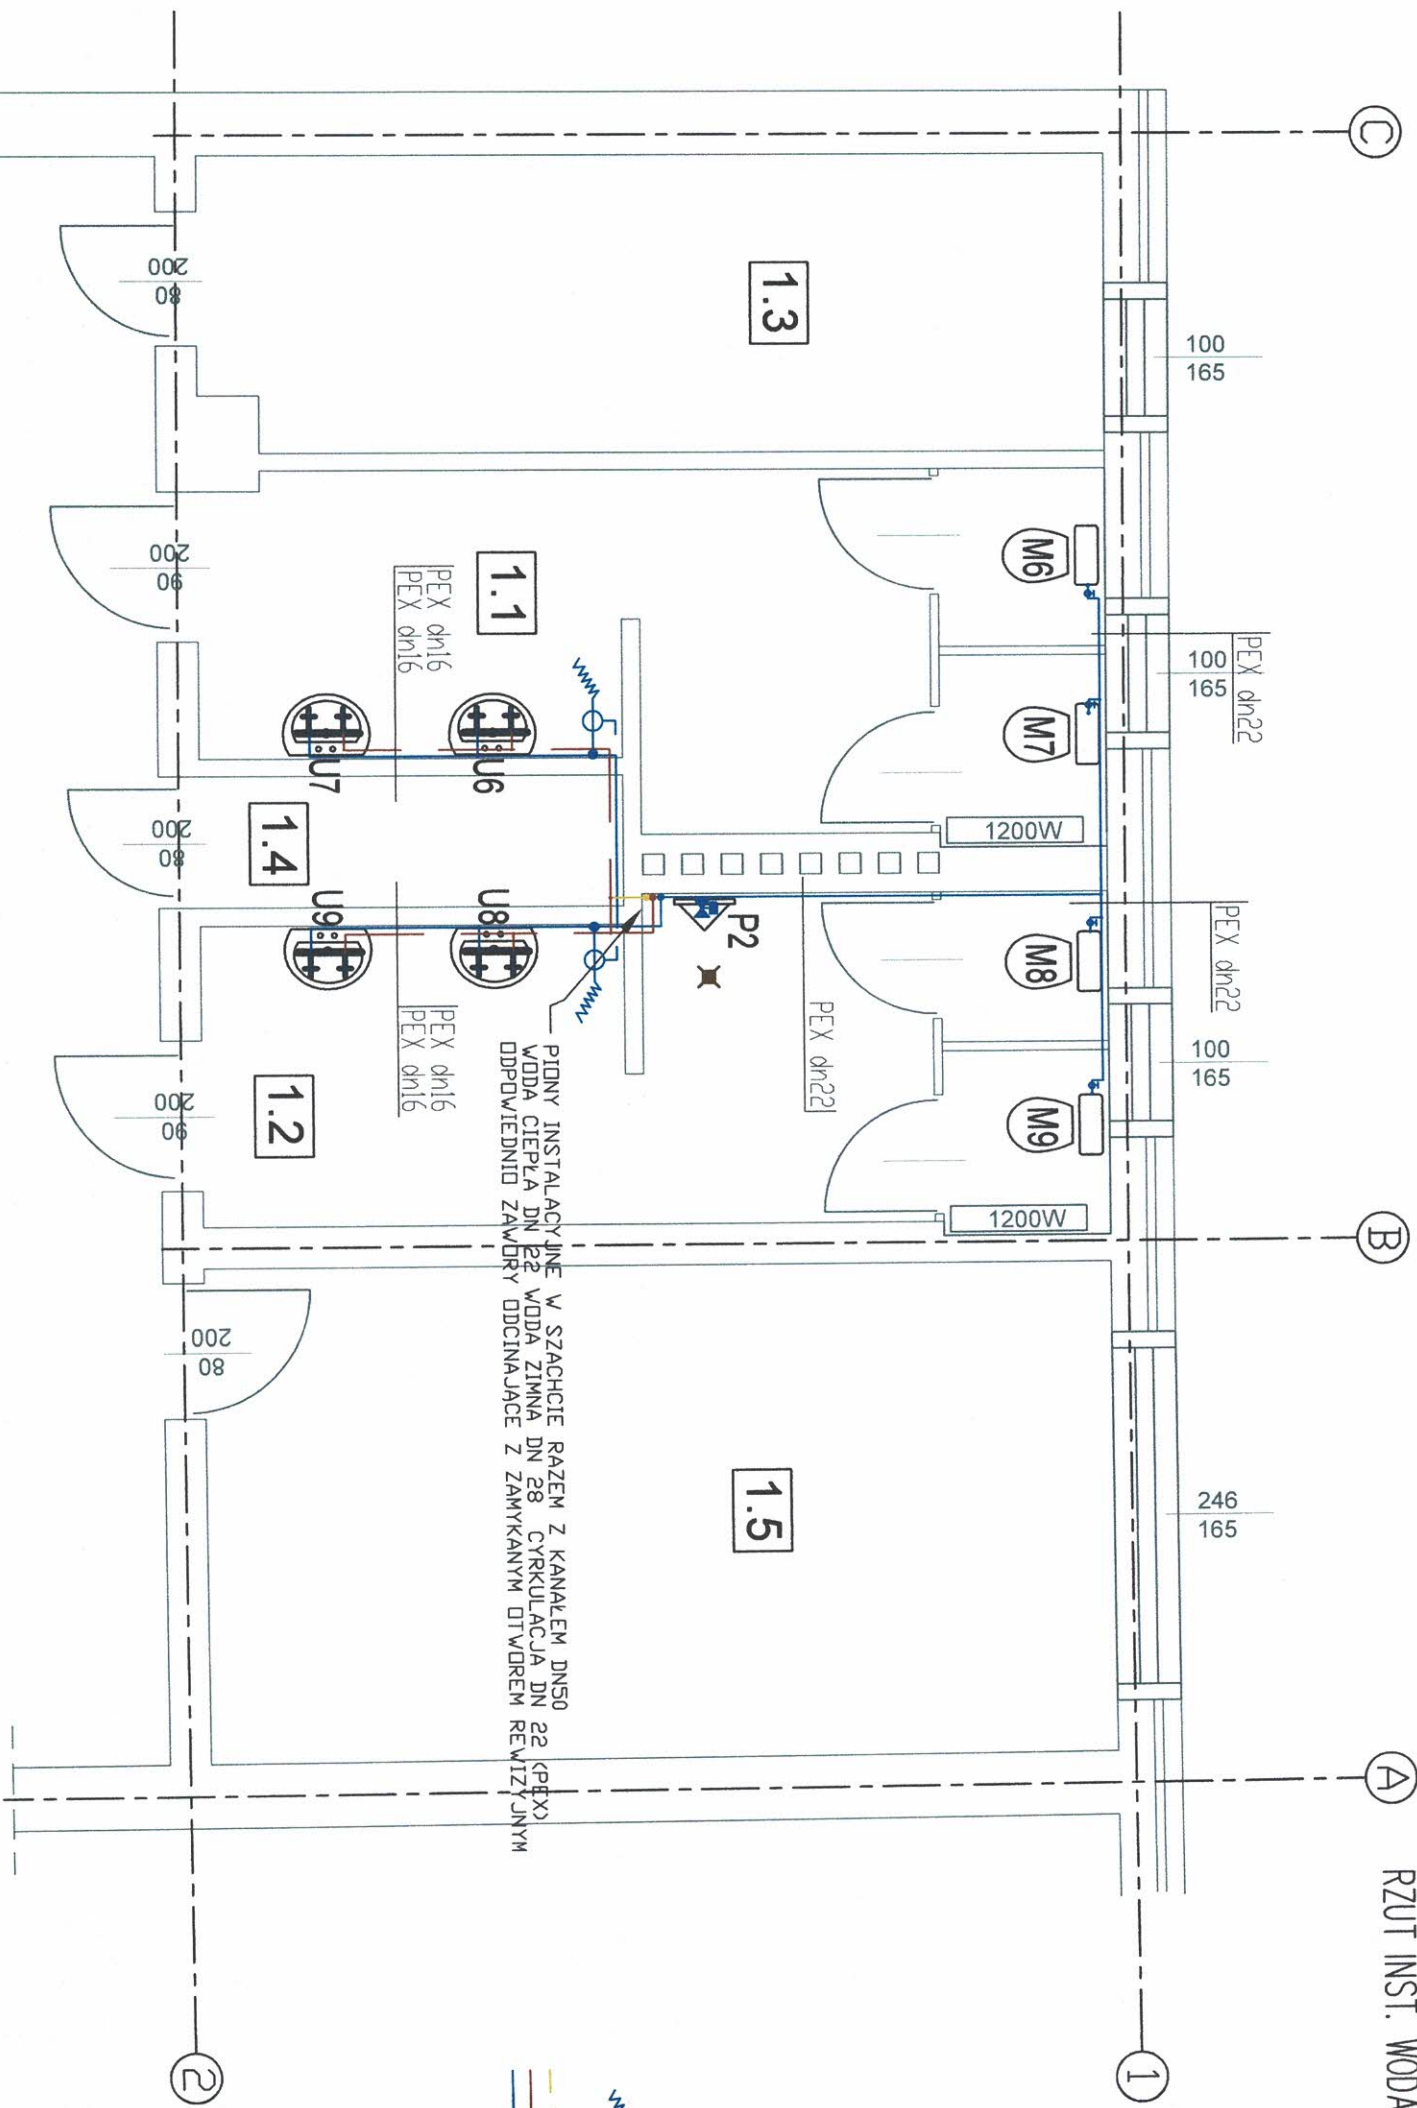 RZUT INST. WODA
C
B
A
1
2
100
165
100
165
100
165
246
165
PEX dn22
PEX dn22
M6
M7
M8
M9
1200W
1200W
1.3
1.5
P2
PEX dn22
1.1
PEX dn16
PEX dn16
U6
U7
U8
U9
1.4
1.2
PEX dn16
PEX dn16
PIONY INSTALACYJNE W SZACHCIE RAZEM Z KANAŁEM DN50
WODA CIEPŁA DN 22 WODA ZIMNA DN 28 CYRKULACJA DN 22 (PEX)
ODPOWIEDNIO ZAWORY ODCINAJĄCE Z ZAMYKANYM OTWOREM REWIZYJNYM
80
200
90
200
80
200
90
200
80
200